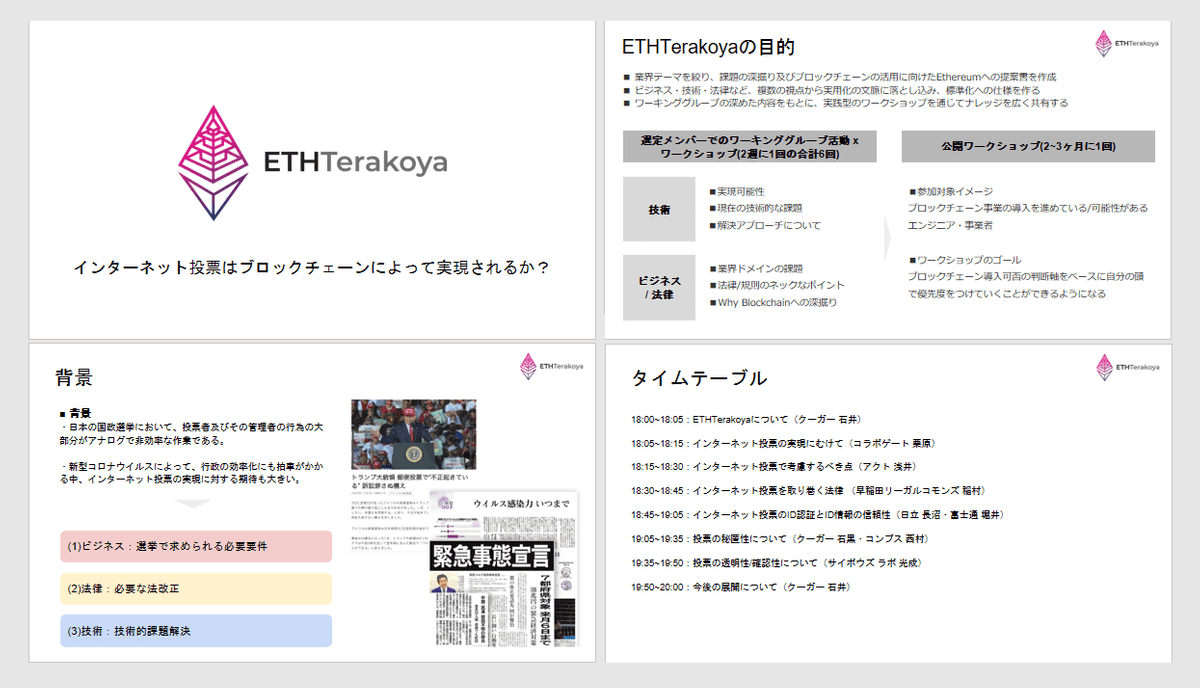 ETHTerakoya
インターネット投票はブロックチェーンによって実現されるか？
ETHTerakoyaの目的
ETHTerakoya
■ 業界テーマを絞り、課題の深掘り及びブロックチェーンの活用に向けたEthereumへの提案書を作成
■ ビジネス・技術・法律など、複数の視点から実用化の文脈に落とし込み、標準化への仕様を作る
■ ワーキンググループの深めた内容をもとに、実践型のワークショップを通じてナレッジを広く共有する
選定メンバーでのワーキンググループ活動 x
ワークショップ(2週に1回の合計6回)
技術
■実現可能性
■現在の技術的な課題
■解決アプローチについて
ビジネス
/ 法律
■業界ドメインの課題
■法律/規則のネックなポイント
■Why Blockchainへの深掘り
公開ワークショップ(2~3ヶ月に1回)
■参加対象イメージ
ブロックチェーン事業の導入を進めている/可能性がある
エンジニア・事業者
■ワークショップのゴール
ブロックチェーン導入可否の判断軸をベースに自分の頭
で優先度をつけていくことができるようになる
背景
ETHTerakoya
■ 背景
・日本の国政選挙において、投票者及びその管理者の行為の大
部分がアナログで非効率な作業である。
・新型コロナウイルスによって、行政の効率化にも拍車がかか
る中、インターネット投票の実現に対する期待も大きい。
(1)ビジネス：選挙で求められる必要要件
(2)法律：必要な法改正
(3)技術：技術的課題解決
トランプ大統領 郵便投票で"不正起きてい
る" 訴訟辞さぬ構え
ウイルス感染力 いつまで
緊急事態宣言
7都府県対象 来月6日まで
タイムテーブル
ETHTerakoya
18:00~18:05：ETHTerakoyaについて（クーガー 石井）
18:05~18:15：インターネット投票の実現にむけて（コラボゲート 栗原）
18:15~18:30：インターネット投票で考慮するべき点（アクト 浅井）
18:30~18:45：インターネット投票を取り巻く法律 （早稲田リーガルコモンズ 稲村）
18:45~19:05：インターネット投票のID認証とID情報の信頼性（日立 長沼・富士通 堀井）
19:05~19:35：投票の秘匿性について（クーガー 石黒・コンプス 西村）
19:35~19:50：投票の透明性/確認性について（サイボウズ ラボ 光成）
19:50~20:00：今後の展開について（クーガー 石井）